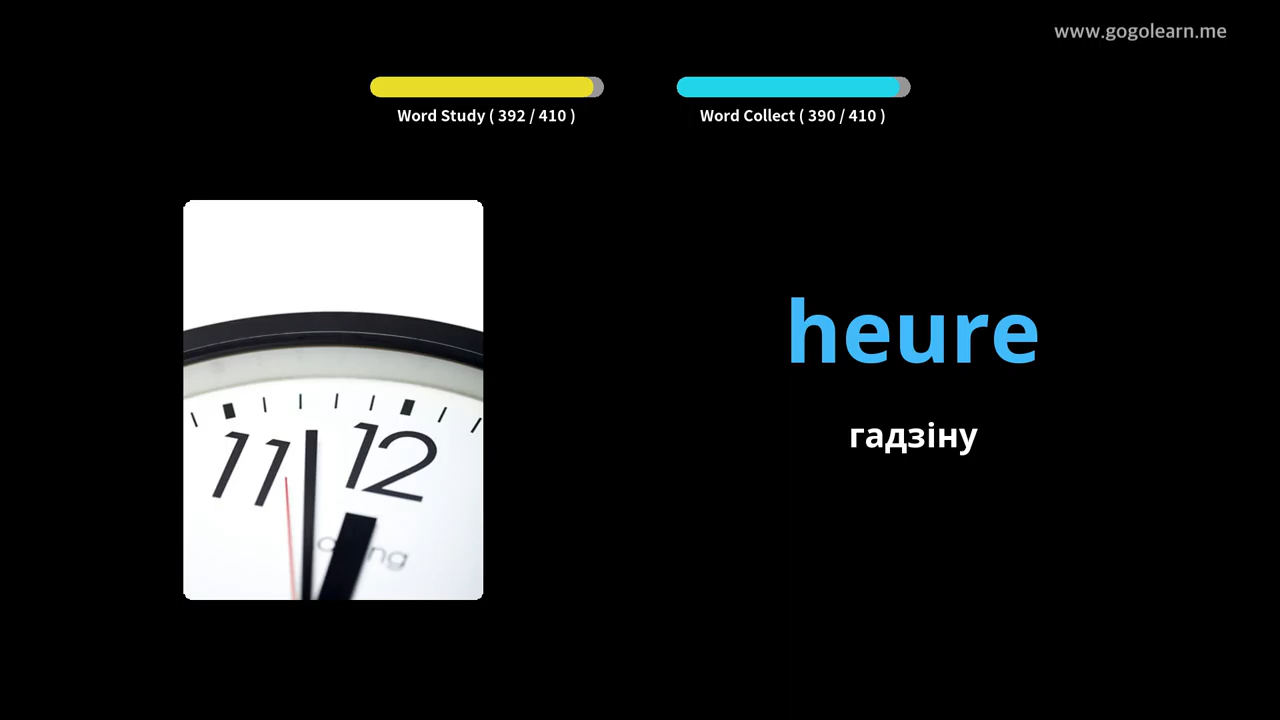 www.gogolearn.me
Word Study ( 392 / 410 )
Word Collect ( 390 / 410 )
11
12
heure
гадзіну